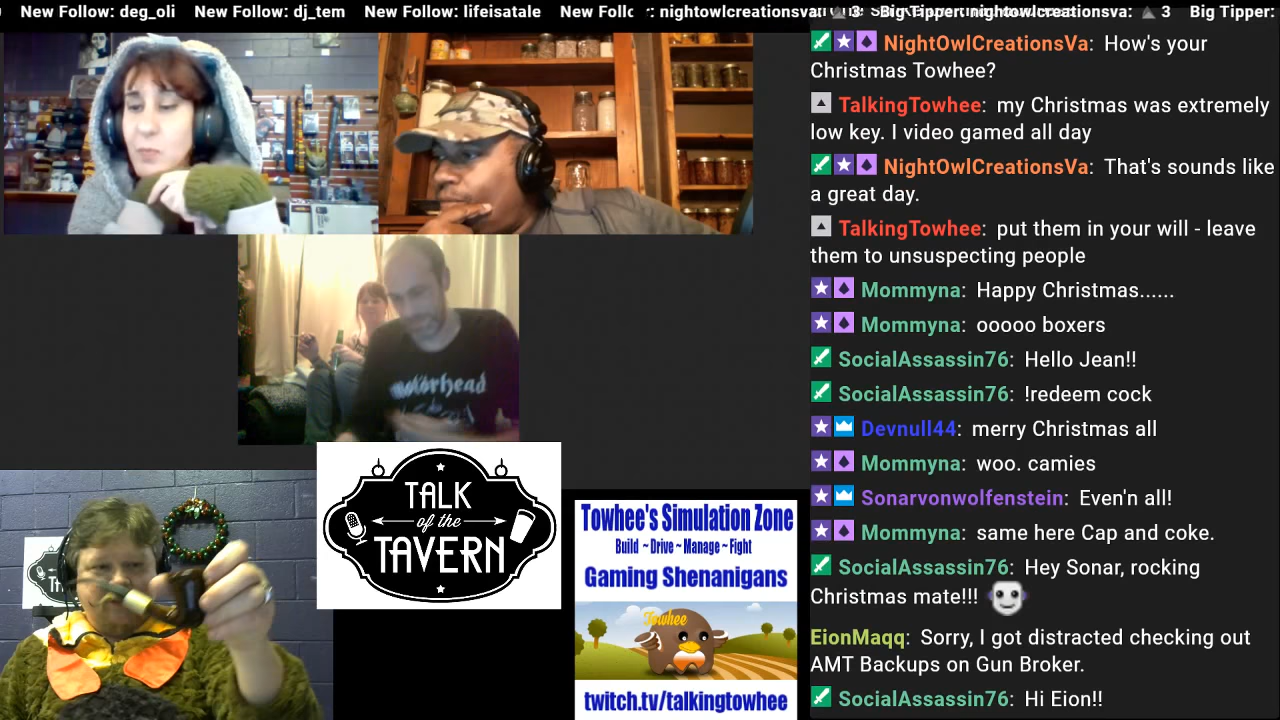 New Follow: deg_oli New Follow: dj_tem New Follow: lifeisatale New Follo : nightowlcreationsva: 3 Big Tipper: nightowlcreationsva: 3 Big Tipper:
NightOwlCreationsVa: How's your
Christmas Towhee?
TalkingTowhee: my Christmas was extremely
low key. I video gamed all day
NightOwlCreationsVa: That's sounds like
a great day.
TalkingTowhee: put them in your will - leave
them to unsuspecting people
Mommyna: Happy Christmas......
Mommyna: ooooo boxers
SocialAssassin76: Hello Jean!!
SocialAssassin76: !redeem cock
Devnull44: merry Christmas all
Mommyna: woo. camies
Sonarvonwolfenstein: Even'n all!
Mommyna: same here Cap and coke.
SocialAssassin76: Hey Sonar, rocking
Christmas mate!!!
EionMaqq: Sorry, I got distracted checking out
AMT Backups on Gun Broker.
SocialAssassin76: Hi Eion!!
motörhead
TALK
of the
TAVERN
Towhee's Simulation Zone
Build ~ Drive ~ Manage ~ Fight
Gaming Shenanigans
Towhee
twitch.tv/talkingtowhee